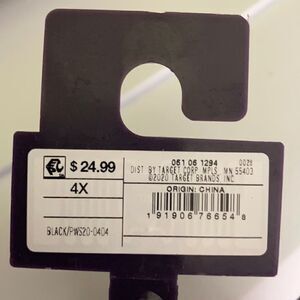 $ 24.99
4X
BLACK/PWS20-0404
051 06 1294 0028
DIST. BY TARGET CORP. MPLS, MN 55403
©2020 TARGET BRANDS INC.
ORIGIN: CHINA
1 91906 76654 8